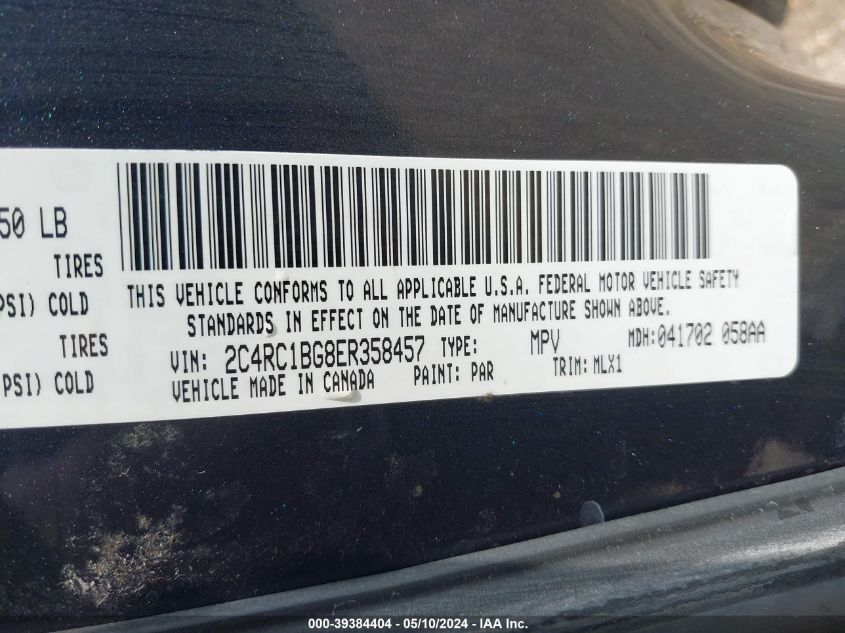 50 LB
TIRES
PSI) COLD
PSI) COLD
THIS VEHICLE CONFORMS TO ALL APPLICABLE U.S.A. FEDERAL MOTOR VEHICLE SAFETY
STANDARDS IN EFFECT ON THE DATE OF MANUFACTURE SHOWN ABOVE.
VIN: 2C4RC1BG8ER358457 TYPE: MPV MDH:041702 058AA
VEHICLE MADE IN CANADA PAINT: PAR TRIM: MLX1
000-39384404 / 05/10/2024 - IAA Inc.